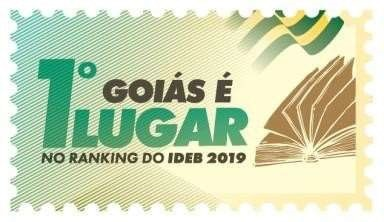 1º GOIÁS É
LUGAR
NO RANKING DO IDEB 2019